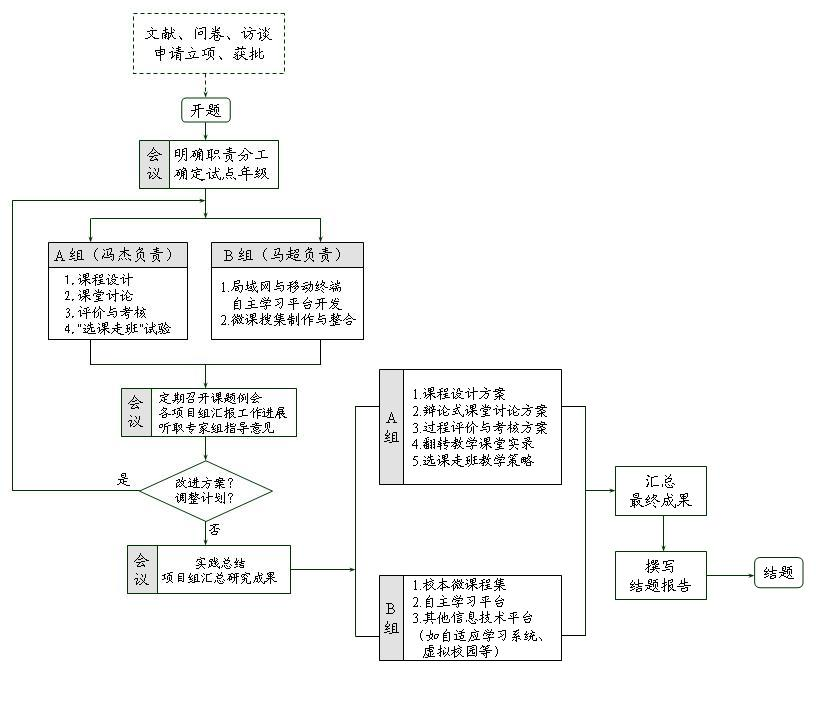 文献、问卷、访谈
申请立项、获批
开题
会议
明确职责分工
确定试点年级
A组（冯杰负责）
1.课程设计
2.课堂讨论
3.评价与考核
4."选课走班"试验
B组（马超负责）
1.局域网与移动终端
自主学习平台开发
2.微课搜集制作与整合
会议
定期召开课题例会
各项目组汇报工作进展
听职专家组指导意见
改进方案？
调整计划？
是
否
会议
实践总结
项目组汇总研究成果
A组
1.课程设计方案
2.辩论式课堂讨论方案
3.过程评价与考核方案
4.翻转教学课堂实录
5.选课走班教学策略
B组
1.校本微课程集
2.自主学习平台
3.其他信息技术平台
（如自适应学习系统、
虚拟校园等）
汇总
最终成果
撰写
结题报告
结题